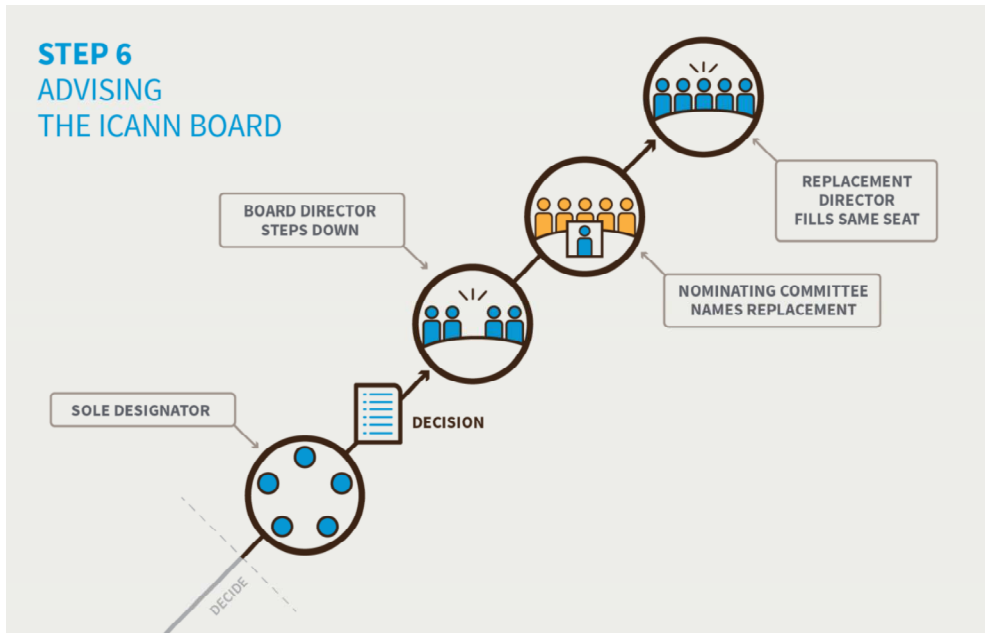 STEP 6
ADVISING
THE ICANN BOARD
REPLACEMENT
DIRECTOR
FILLS SAME SEAT
BOARD DIRECTOR
STEPS DOWN
NOMINATING COMMITTEE
NAMES REPLACEMENT
SOLE DESIGNATOR
DECISION
DECIDE